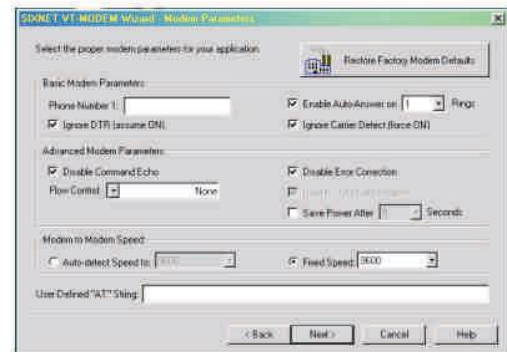 SIXNET VT-MODEM Wizard - Modem Parameters
Select the proper modem parameters for your application.
Restore Factory Modem Defaults
Basic Modem Parameters:
Phone Number 1:
Enable Auto-Answer on: 1 Rings
Ignore DTR (assume ON)
Ignore Carrier Detect (force ON)
Advanced Modem Parameters:
Disable Command Echo
Disable Error Correction
Flow Control: None
Save Power After Seconds
Modem to Modem Speed:
Auto-detect Speed to: 9600
Fixed Speed: 9600
User Defined "AT" String:
< Back
Next >
Cancel
Help